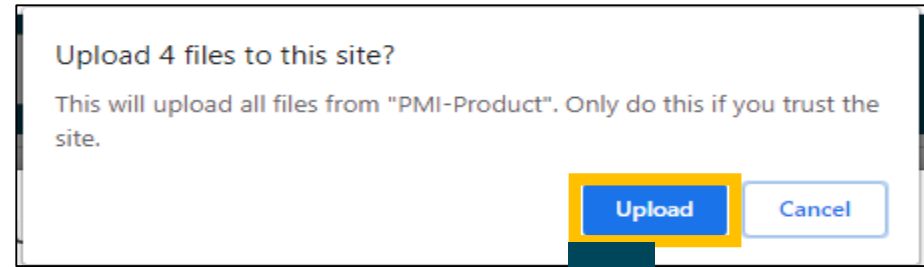 Upload 4 files to this site?
This will upload all files from "PMI-Product". Only do this if you trust the
site.
Upload
Cancel